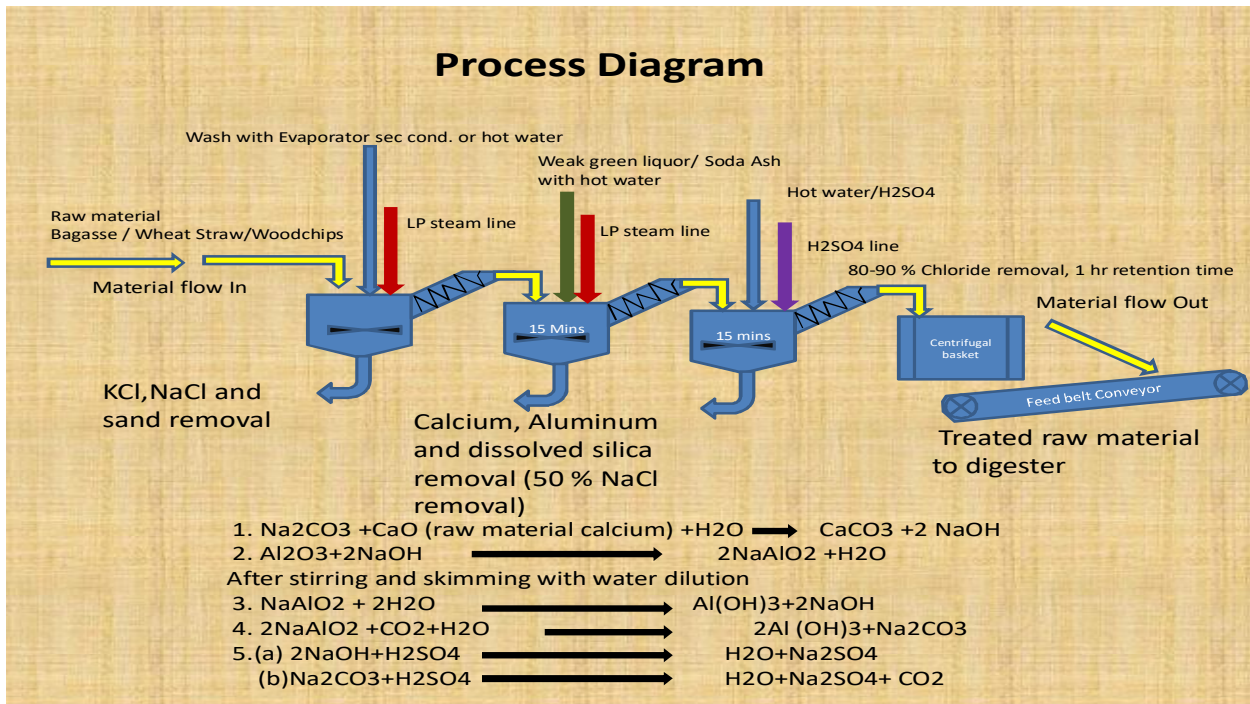 Process Diagram
Wash with Evaporator sec cond. or hot water
Weak green liquor/ Soda Ash
with hot water
Hot water/H2SO4
Raw material
Bagasse / Wheat Straw/Woodchips
LP steam line
LP steam line
H2SO4 line
80-90 % Chloride removal, 1 hr retention time
Material flow In
Material flow Out
15 Mins
15 mins
Centrifugal
basket
Feed belt Conveyor
KCl,NaCl and
sand removal
Calcium, Aluminum
and dissolved silica
removal (50 % NaCl
removal)
Treated raw material
to digester
1. Na2CO3 +CaO (raw material calcium) +H2O CaCO3 +2 NaOH
2. Al2O3+2NaOH 2NaAlO2 +H2O
After stirring and skimming with water dilution
3. NaAlO2 + 2H2O Al(OH)3+2NaOH
4. 2NaAlO2 +CO2+H2O 2Al (OH)3+Na2CO3
5.(a) 2NaOH+H2SO4 H2O+Na2SO4
(b)Na2CO3+H2SO4 H2O+Na2SO4+ CO2